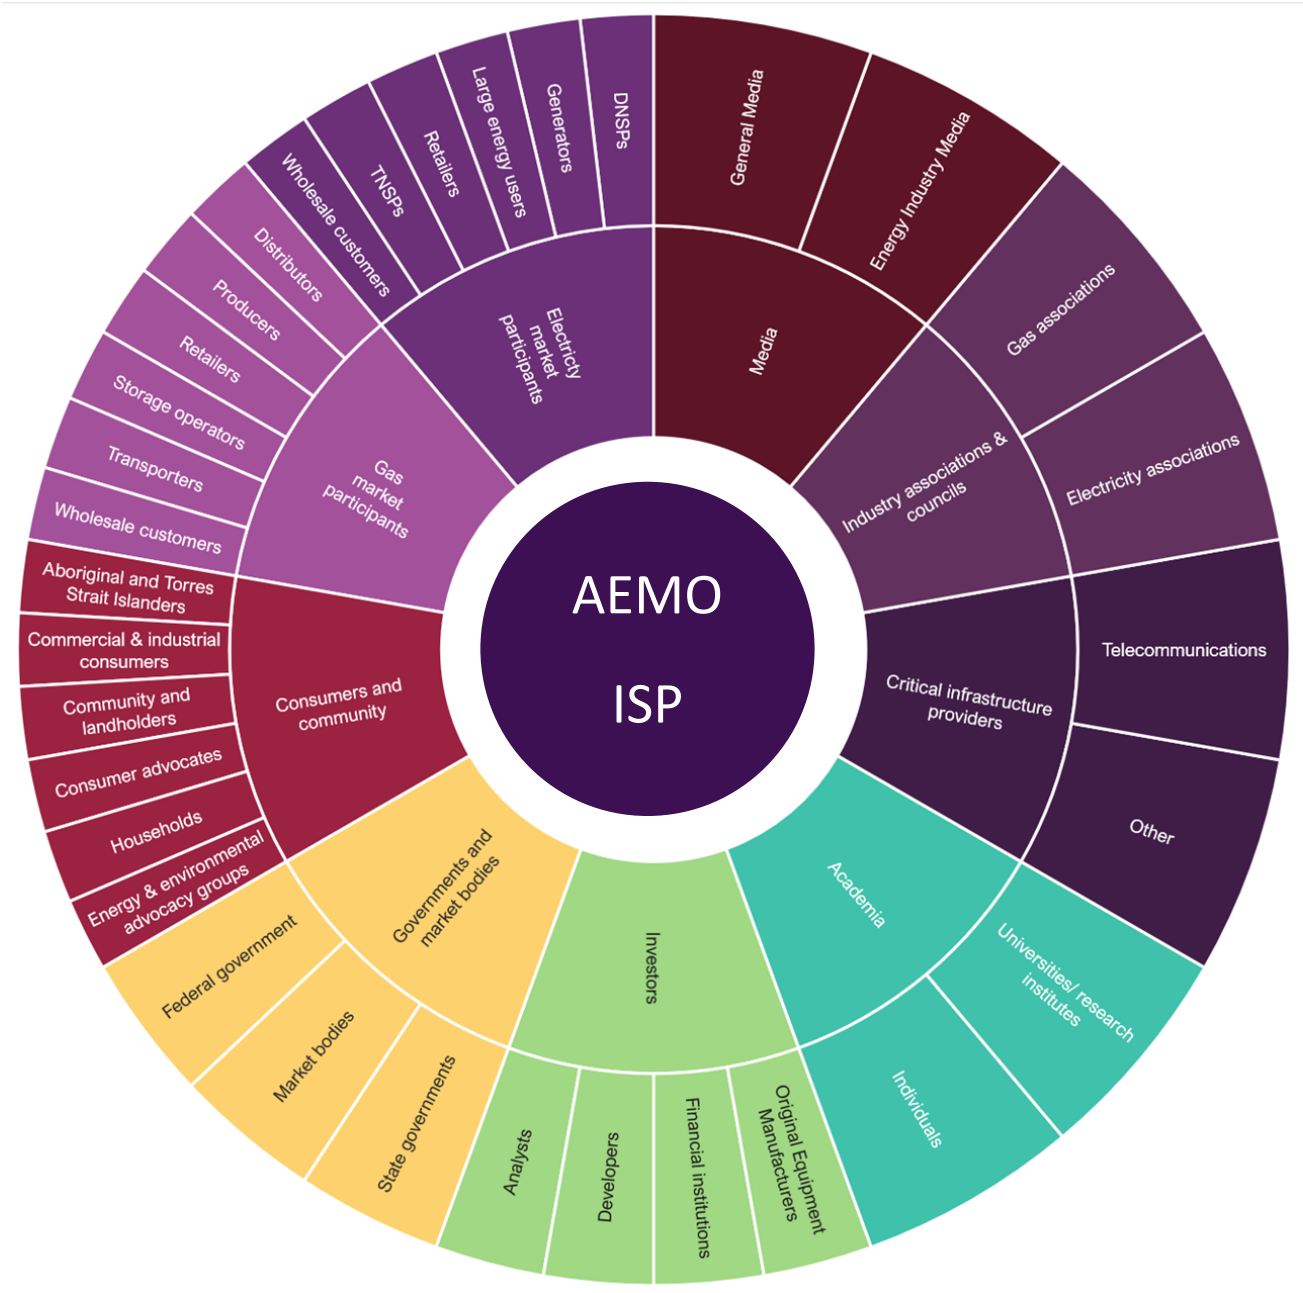 AEMO
ISP
Media
General Media
Energy Industry Media
Industry associations &
councils
Gas associations
Electricity associations
Critical infrastructure
providers
Telecommunications
Other
Academia
Universities/ research
institutes
Individuals
Investors
Original Equipment
Manufacturers
Financial institutions
Developers
Analysts
Governments and
market bodies
State governments
Market bodies
Federal government
Consumers and
community
Energy & environmental
advocacy groups
Households
Consumer advocates
Community and
landholders
Commercial & industrial
consumers
Aboriginal and Torres
Strait Islanders
Gas
market
participants
Wholesale customers
Transporters
Storage operators
Retailers
Producers
Distributors
Electricty
market
participants
Wholesale customers
TNSPs
Retailers
Large energy users
Generators
DNSPs